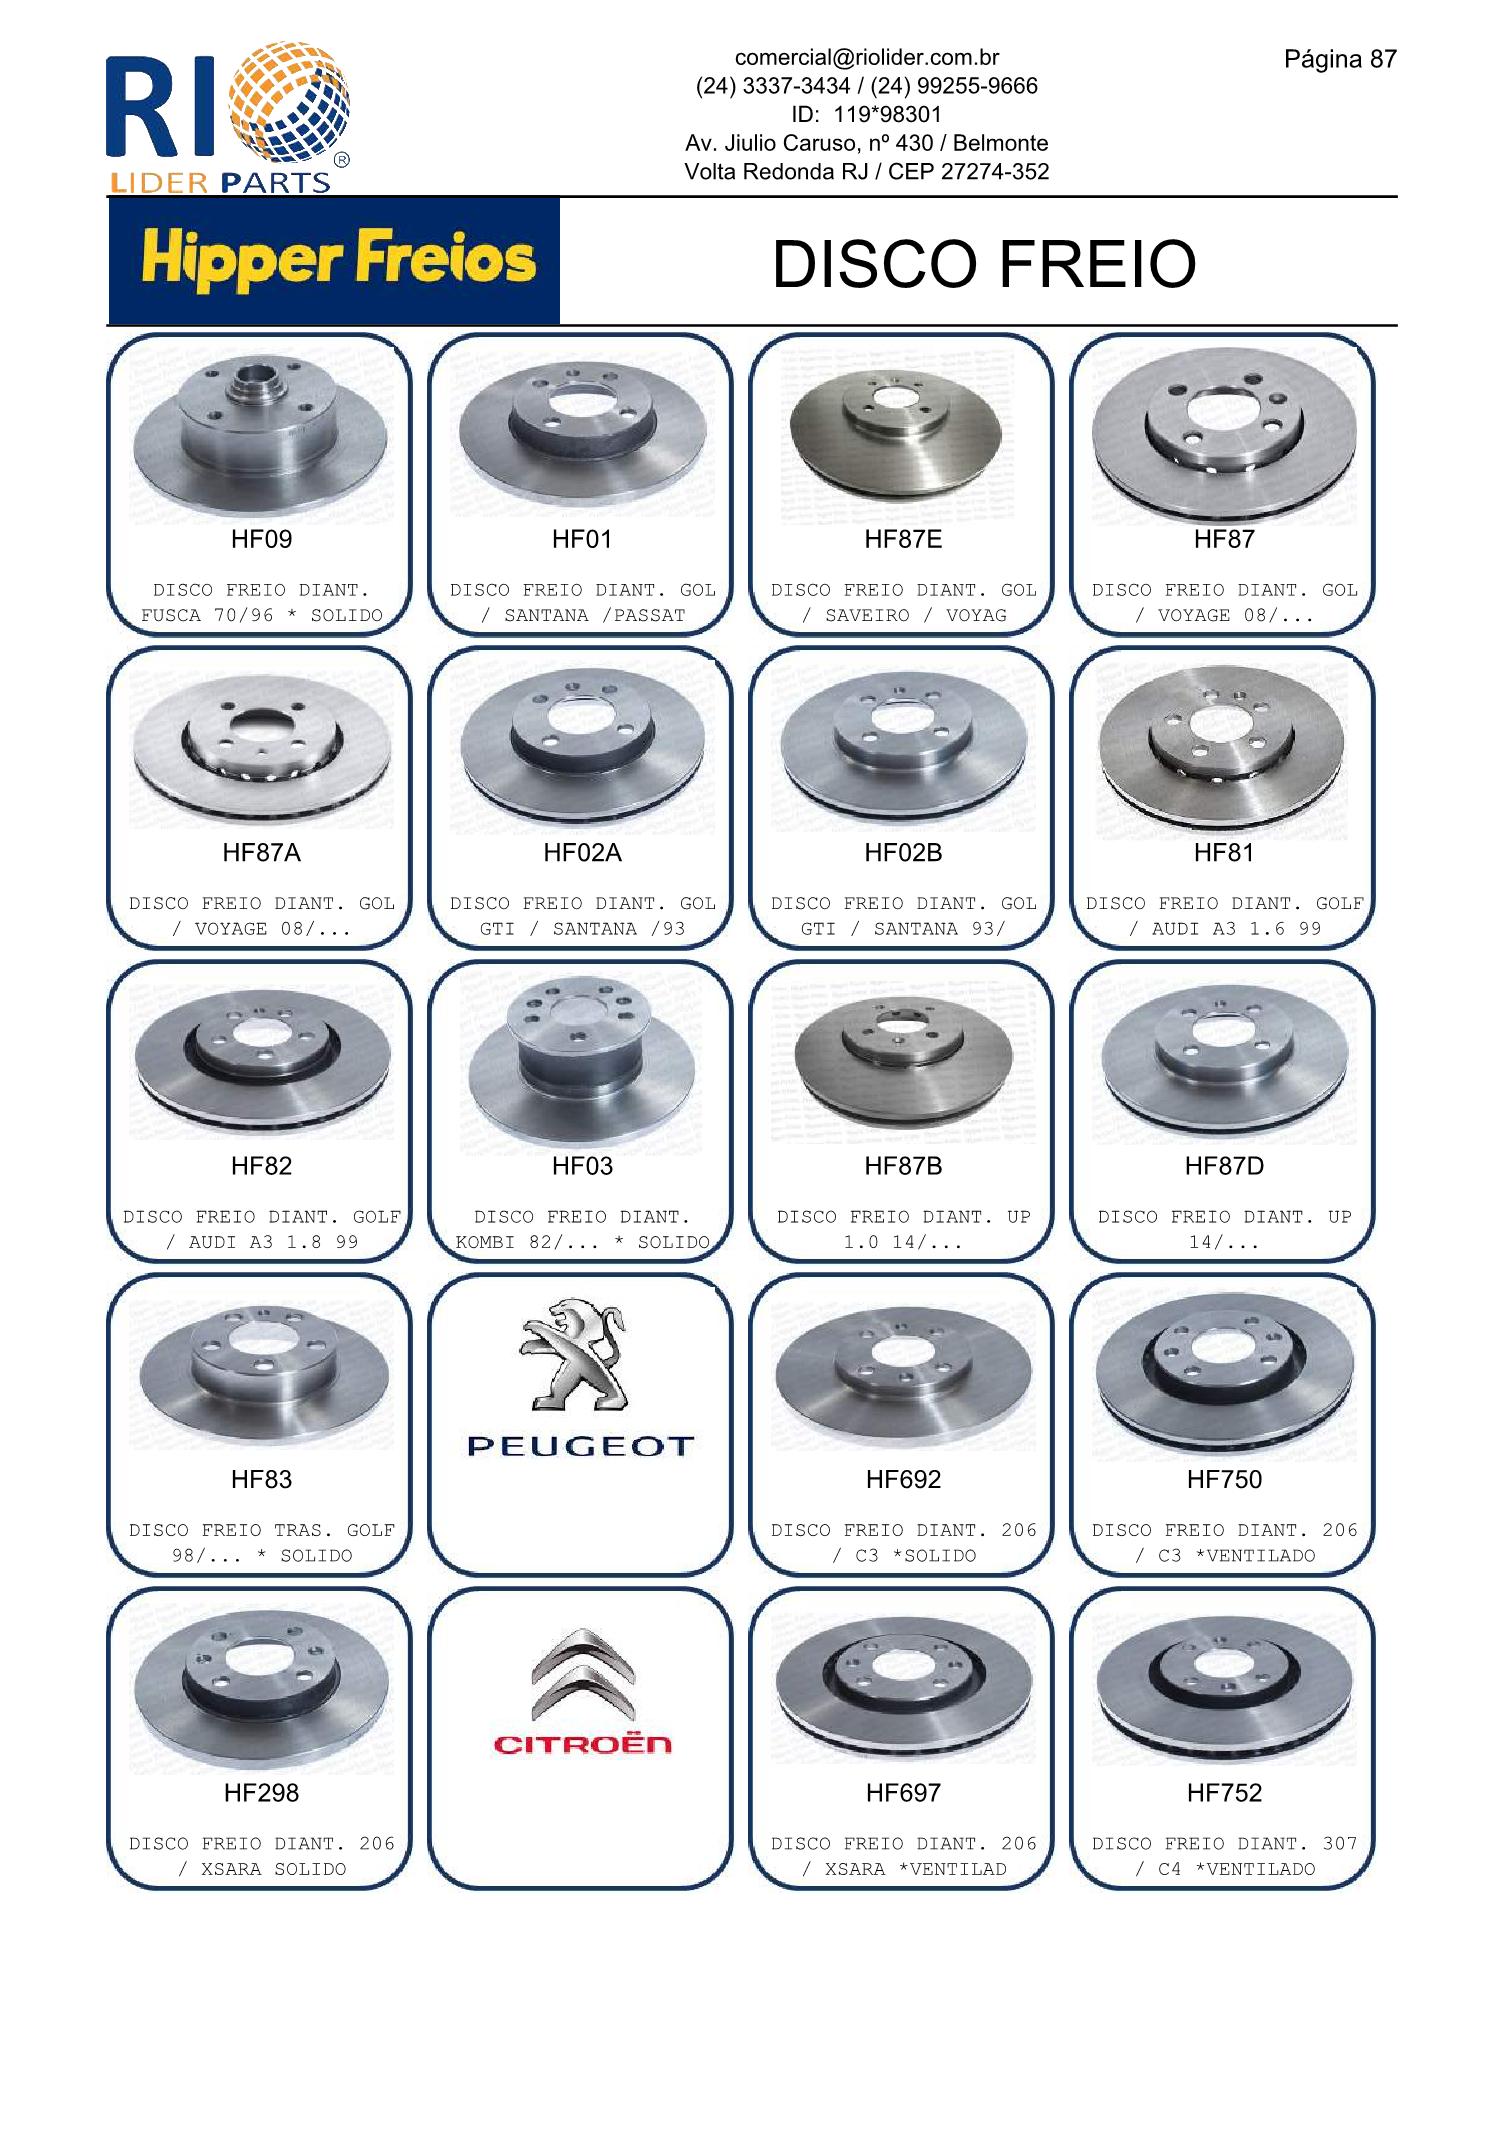 RIO
®
LIDER PARTS
comercial@riolider.com.br
(24) 3337-3434 / (24) 99255-9666
ID: 119*98301
Av. Jiulio Caruso, nº 430 / Belmonte
Volta Redonda RJ / CEP 27274-352
Página 87
Hipper Freios
DISCO FREIO
HF09
DISCO FREIO DIANT.
FUSCA 70/96 * SOLIDO
HF01
DISCO FREIO DIANT. GOL
/ SANTANA /PASSAT
HF87E
DISCO FREIO DIANT. GOL
/ SAVEIRO / VOYAG
HF87
DISCO FREIO DIANT. GOL
/ VOYAGE 08/...
HF87A
DISCO FREIO DIANT. GOL
/ VOYAGE 08/...
HF02A
DISCO FREIO DIANT. GOL
GTI / SANTANA /93
HF02B
DISCO FREIO DIANT. GOL
GTI / SANTANA 93/
HF81
DISCO FREIO DIANT. GOLF
/ AUDI A3 1.6 99
HF82
DISCO FREIO DIANT. GOLF
/ AUDI A3 1.8 99
HF03
DISCO FREIO DIANT.
KOMBI 82/... * SOLIDO
HF87B
DISCO FREIO DIANT. UP
1.0 14/...
HF87D
DISCO FREIO DIANT. UP
14/...
HF83
DISCO FREIO TRAS. GOLF
98/... * SOLIDO
PEUGEOT
HF692
DISCO FREIO DIANT. 206
/ C3 *SOLIDO
HF750
DISCO FREIO DIANT. 206
/ C3 *VENTILADO
HF298
DISCO FREIO DIANT. 206
/ XSARA SOLIDO
CITROËN
HF697
DISCO FREIO DIANT. 206
/ XSARA *VENTILAD
HF752
DISCO FREIO DIANT. 307
/ C4 *VENTILADO